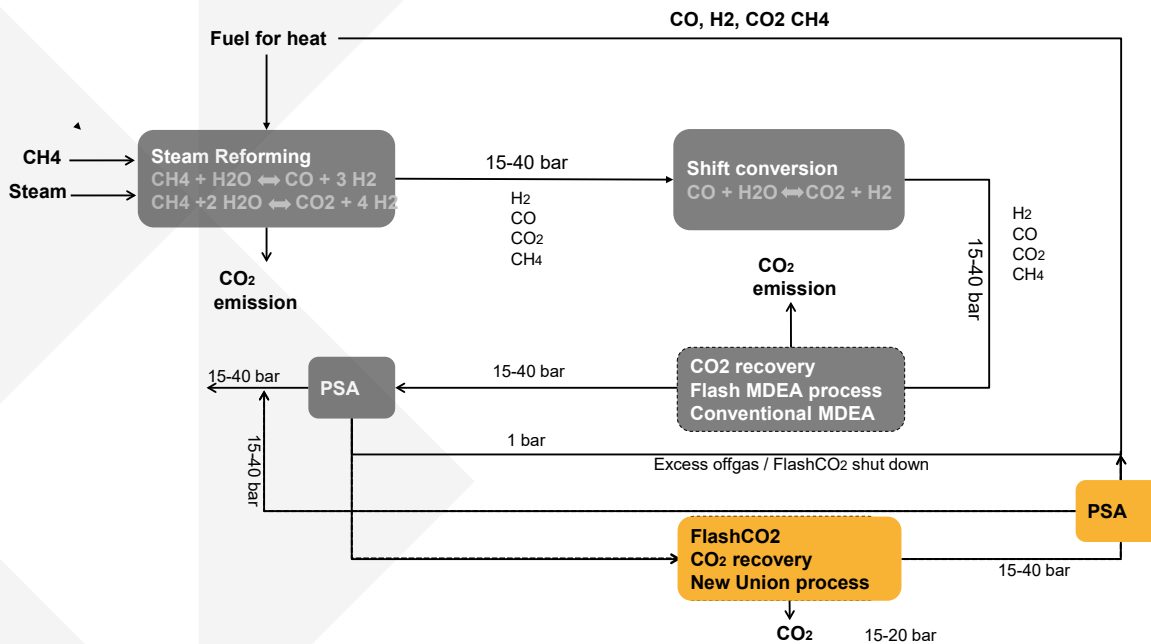 CO, H2, CO2 CH4
Fuel for heat
CH4
Steam
Steam Reforming
CH4 + H2O ⬌ CO + 3 H2
CH4 +2 H2O ⬌ CO2 + 4 H2
15-40 bar
H2
CO
CO2
CH4
Shift conversion
CO + H2O ⬌ CO2 + H2
H2
CO
CO2
CH4
15-40 bar
CO2
emission
CO2
emission
15-40 bar
PSA
15-40 bar
CO2 recovery
Flash MDEA process
Conventional MDEA
15-40 bar
1 bar
Excess offgas / FlashCO2 shut down
PSA
FlashCO2
CO2 recovery
New Union process
15-40 bar
CO2
15-20 bar